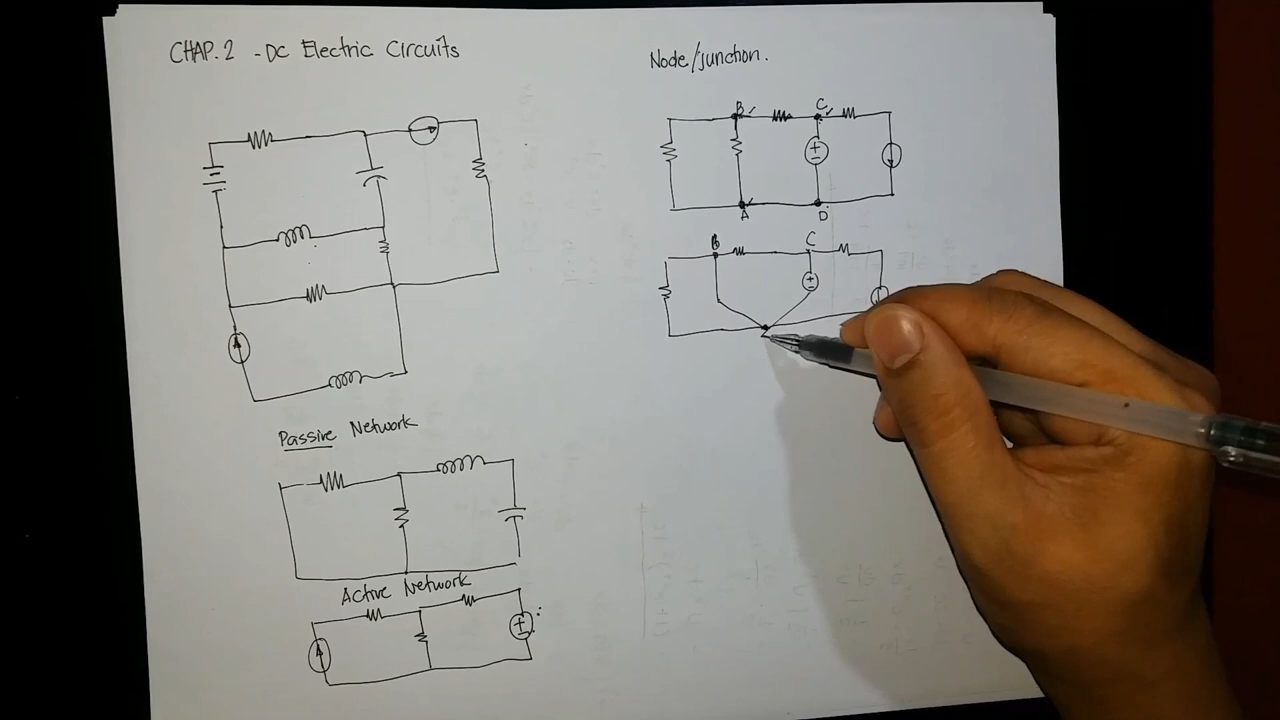 CHAP. 2 - DC Electric Circuits
Node/junction.
B C
A D
B C
Passive Network
Active Network